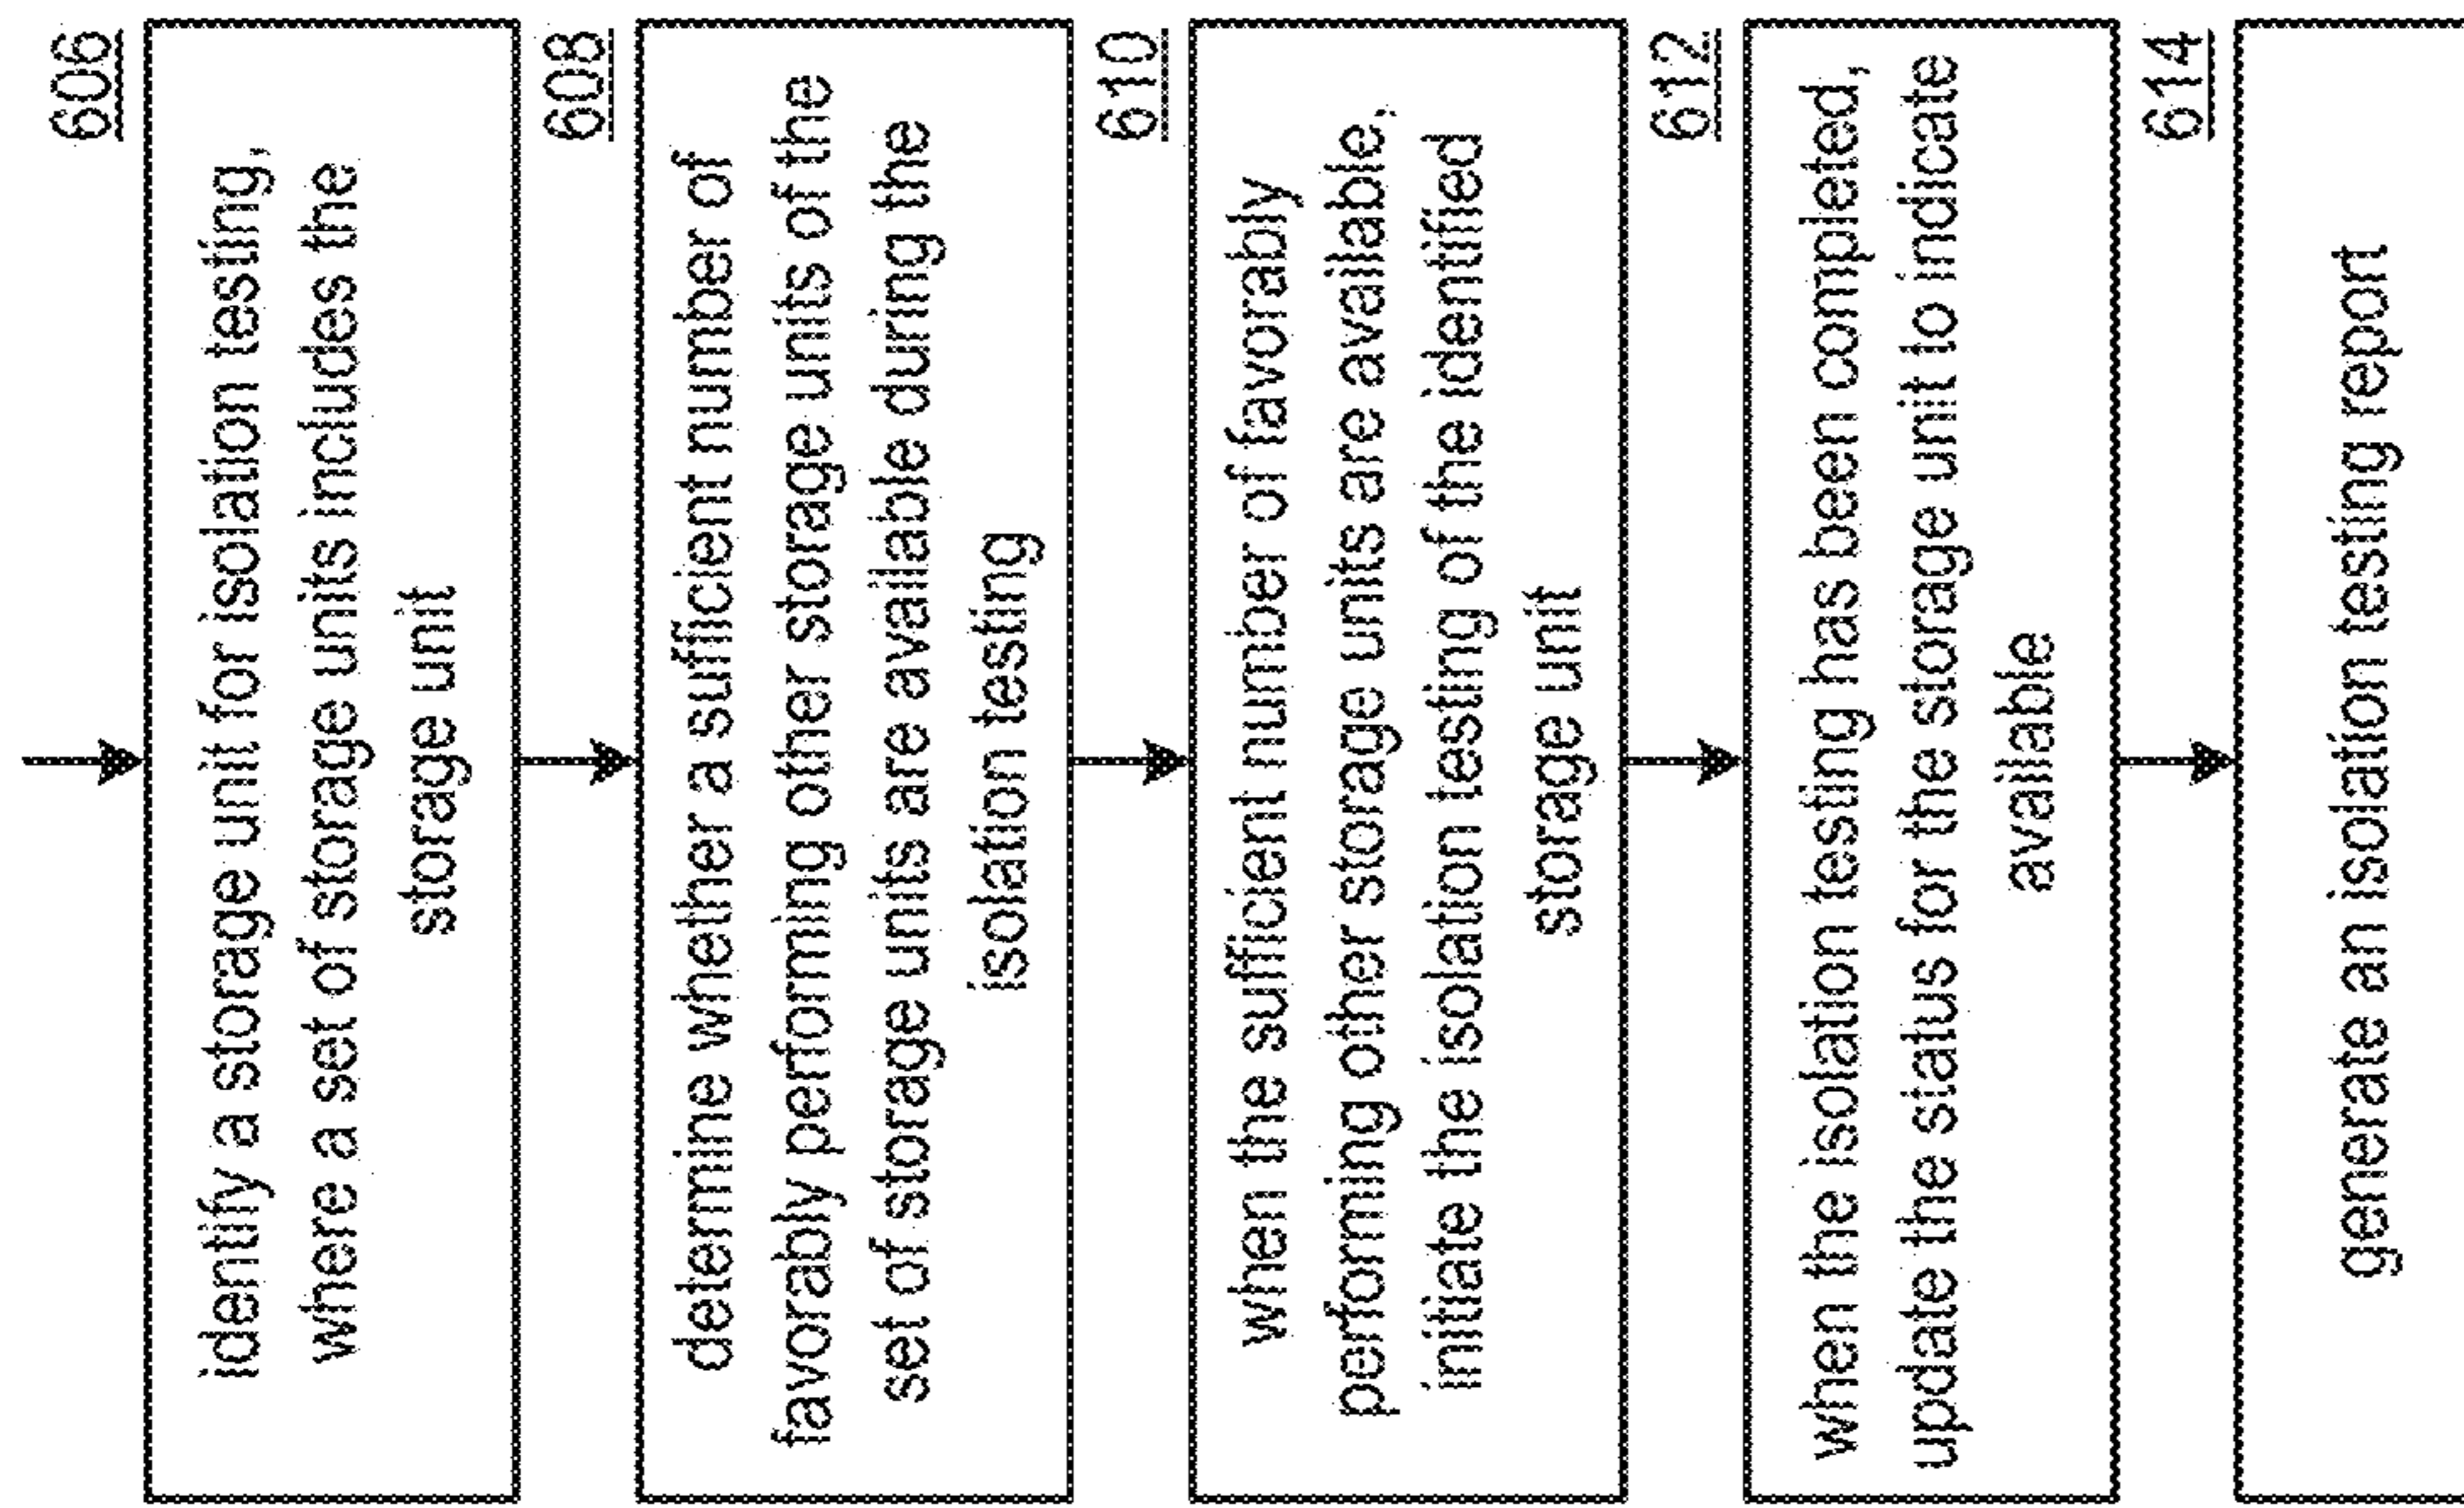 606
identify a storage unit for isolation testing,
where a set of storage units includes the
storage unit
608
determine whether a sufficient number of
favorably performing other storage units of the
set of storage units are available during the
isolation testing
610
when the sufficient number of favorably
performing other storage units are available,
initiate the isolation testing of the identified
storage unit
612
when the isolation testing has been completed,
update the status for the storage unit to indicate
available
614
generate an isolation testing report